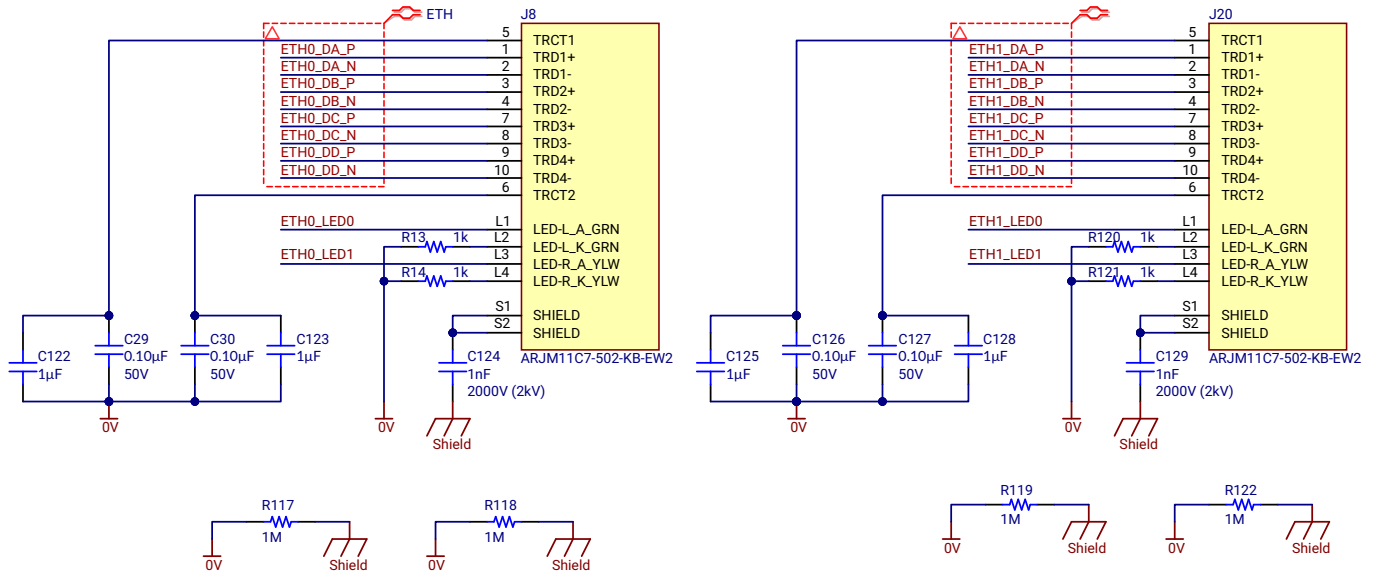 ETH
J8
5 TRCT1
ETH0_DA_P 1 TRD1+
ETH0_DA_N 2 TRD1-
ETH0_DB_P 3 TRD2+
ETH0_DB_N 4 TRD2-
ETH0_DC_P 7 TRD3+
ETH0_DC_N 8 TRD3-
ETH0_DD_P 9 TRD4+
ETH0_DD_N 10 TRD4-
6 TRCT2
ETH0_LED0 L1 LED-L_A_GRN
R13 1k L2 LED-L_K_GRN
ETH0_LED1 L3 LED-R_A_YLW
R14 1k L4 LED-R_K_YLW
S1 SHIELD
S2 SHIELD
ARJM11C7-502-KB-EW2
C122
1µF
C29
0.10µF
50V
C30
0.10µF
50V
C123
1µF
C124
1nF
2000V (2kV)
0V
0V
Shield
J20
5 TRCT1
ETH1_DA_P 1 TRD1+
ETH1_DA_N 2 TRD1-
ETH1_DB_P 3 TRD2+
ETH1_DB_N 4 TRD2-
ETH1_DC_P 7 TRD3+
ETH1_DC_N 8 TRD3-
ETH1_DD_P 9 TRD4+
ETH1_DD_N 10 TRD4-
6 TRCT2
ETH1_LED0 L1 LED-L_A_GRN
R120 1k L2 LED-L_K_GRN
ETH1_LED1 L3 LED-R_A_YLW
R121 1k L4 LED-R_K_YLW
S1 SHIELD
S2 SHIELD
ARJM11C7-502-KB-EW2
C125
1µF
C126
0.10µF
50V
C127
0.10µF
50V
C128
1µF
C129
1nF
2000V (2kV)
0V
0V
Shield
R117
1M
0V
Shield
R118
1M
0V
Shield
R119
1M
0V
Shield
R122
1M
0V
Shield